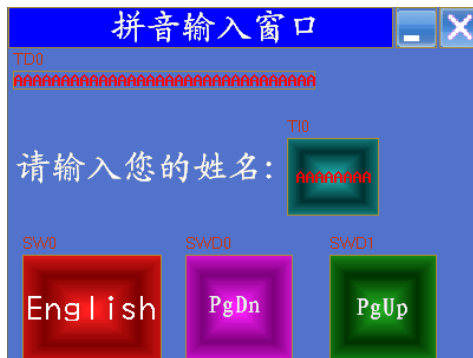 拼音输入窗口
TD0
AAAAAAAAAAAAAAAAAAAAAAAAAAAAAAAA
TI0
请输入您的姓名:
AAAAAAAA
SW0 SWD0 SWD1
English PgDn PgUp